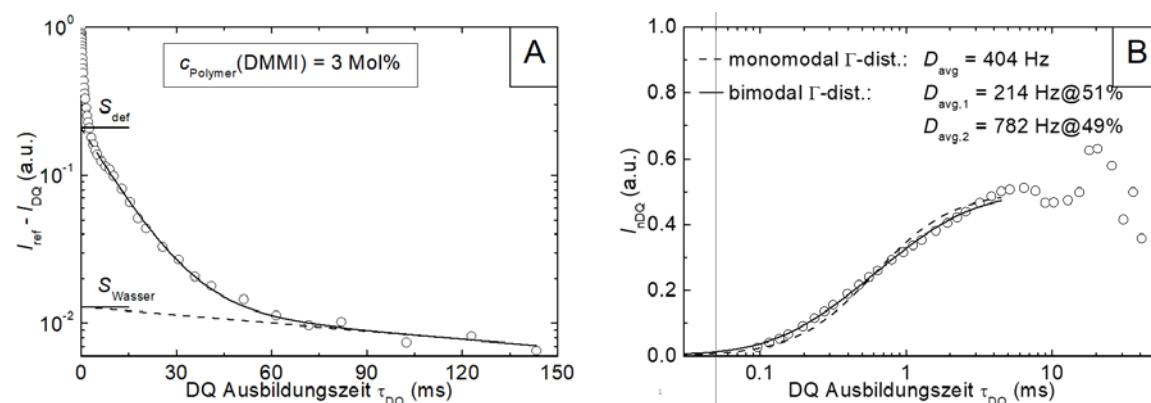 A
c_Polymer(DMMI) = 3 Mol%
10^0
10^-1
10^-2
S_def
S_Wasser
I_ref - I_DQ (a.u.)
0 30 60 90 120 150
DQ Ausbildungszeit τ_DQ (ms)
B
monomodal Γ-dist.: D_avg = 404 Hz
bimodal Γ-dist.: D_avg,1 = 214 Hz@51%
D_avg,2 = 782 Hz@49%
1.0
0.8
0.6
0.4
0.2
0.0
I_nDQ (a.u.)
0.1 1 10
DQ Ausbildungszeit τ_DQ (ms)